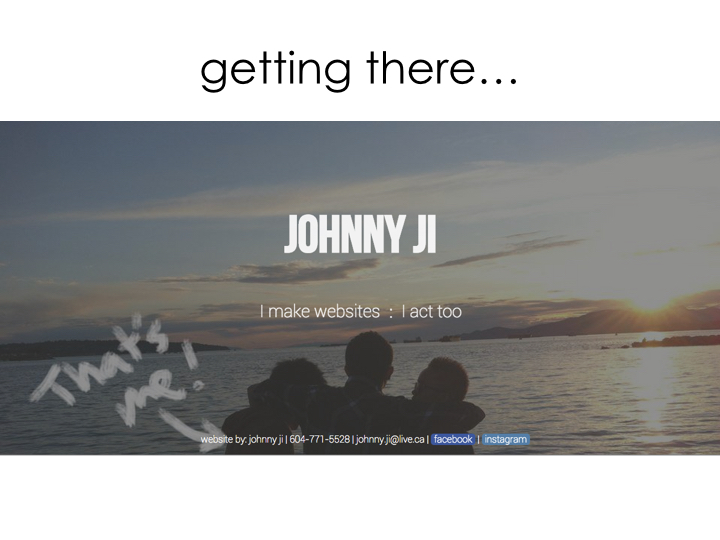 getting there...
JOHNNY JI
I make websites : I act too
That's
me!
website by: johnny ji | 604-771-5528 | johnny.ji@live.ca | facebook | instagram